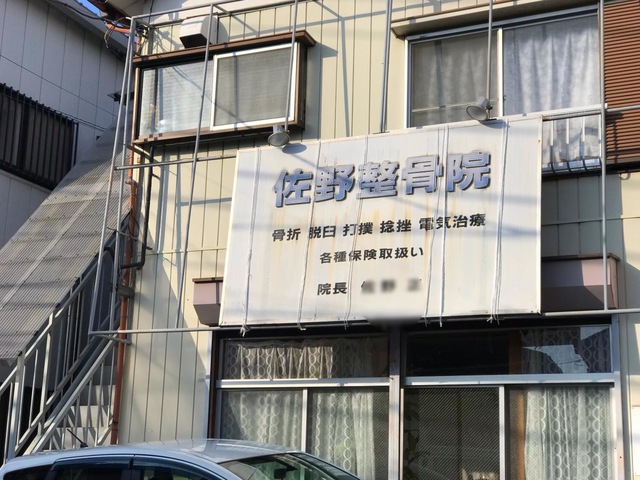 佐野整骨院
骨折 脱臼 打撲 捻挫 電気治療
各種保険取扱い
院長